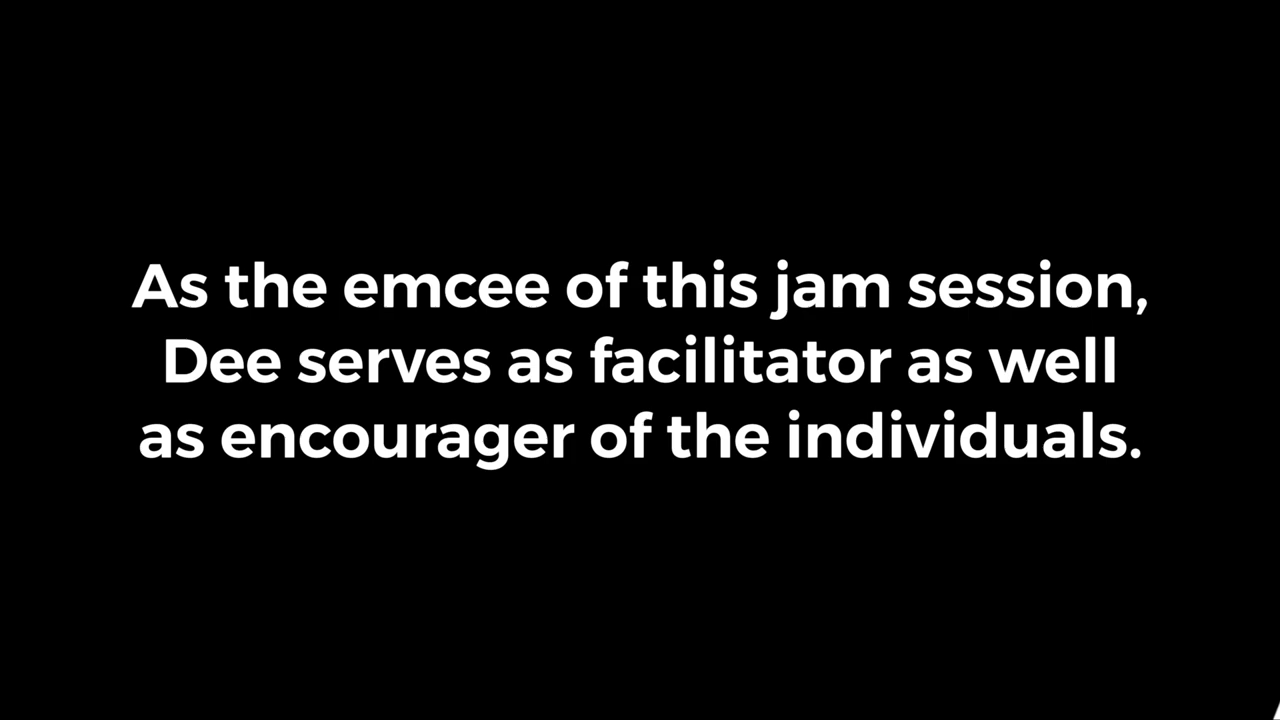 As the emcee of this jam session,
Dee serves as facilitator as well
as encourager of the individuals.